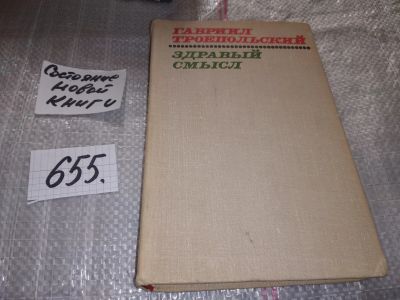 ГАВРИИЛ
ТРОЕПОЛЬСКИЙ
ЗДРАВЫЙ
СМЫСЛ
Состояние
новой
книги
655.